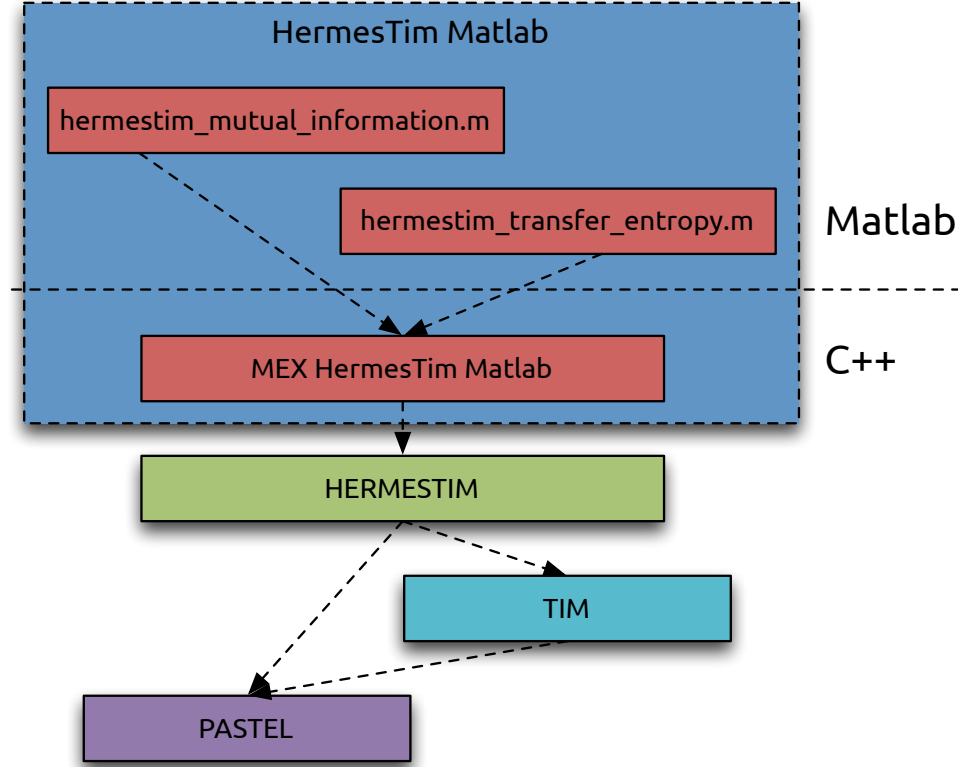 HermesTim Matlab
hermestim_mutual_information.m
hermestim_transfer_entropy.m
Matlab
C++
MEX HermesTim Matlab
HERMESTIM
TIM
PASTEL